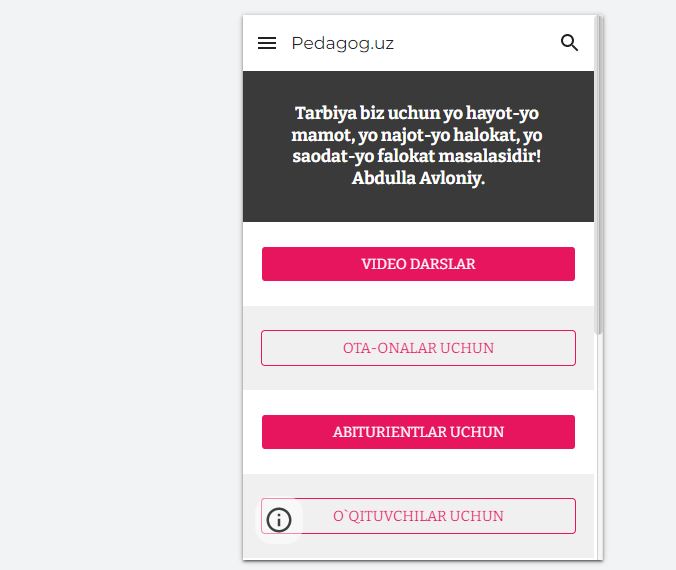 Pedagog.uz
Tarbiya biz uchun yo hayot-yo
mamot, yo najot-yo halokat, yo
saodat-yo falokat masalasidir!
Abdulla Avloniy.
VIDEO DARSLAR
OTA-ONALAR UCHUN
ABITURIENTLAR UCHUN
O`QITUVCHILAR UCHUN